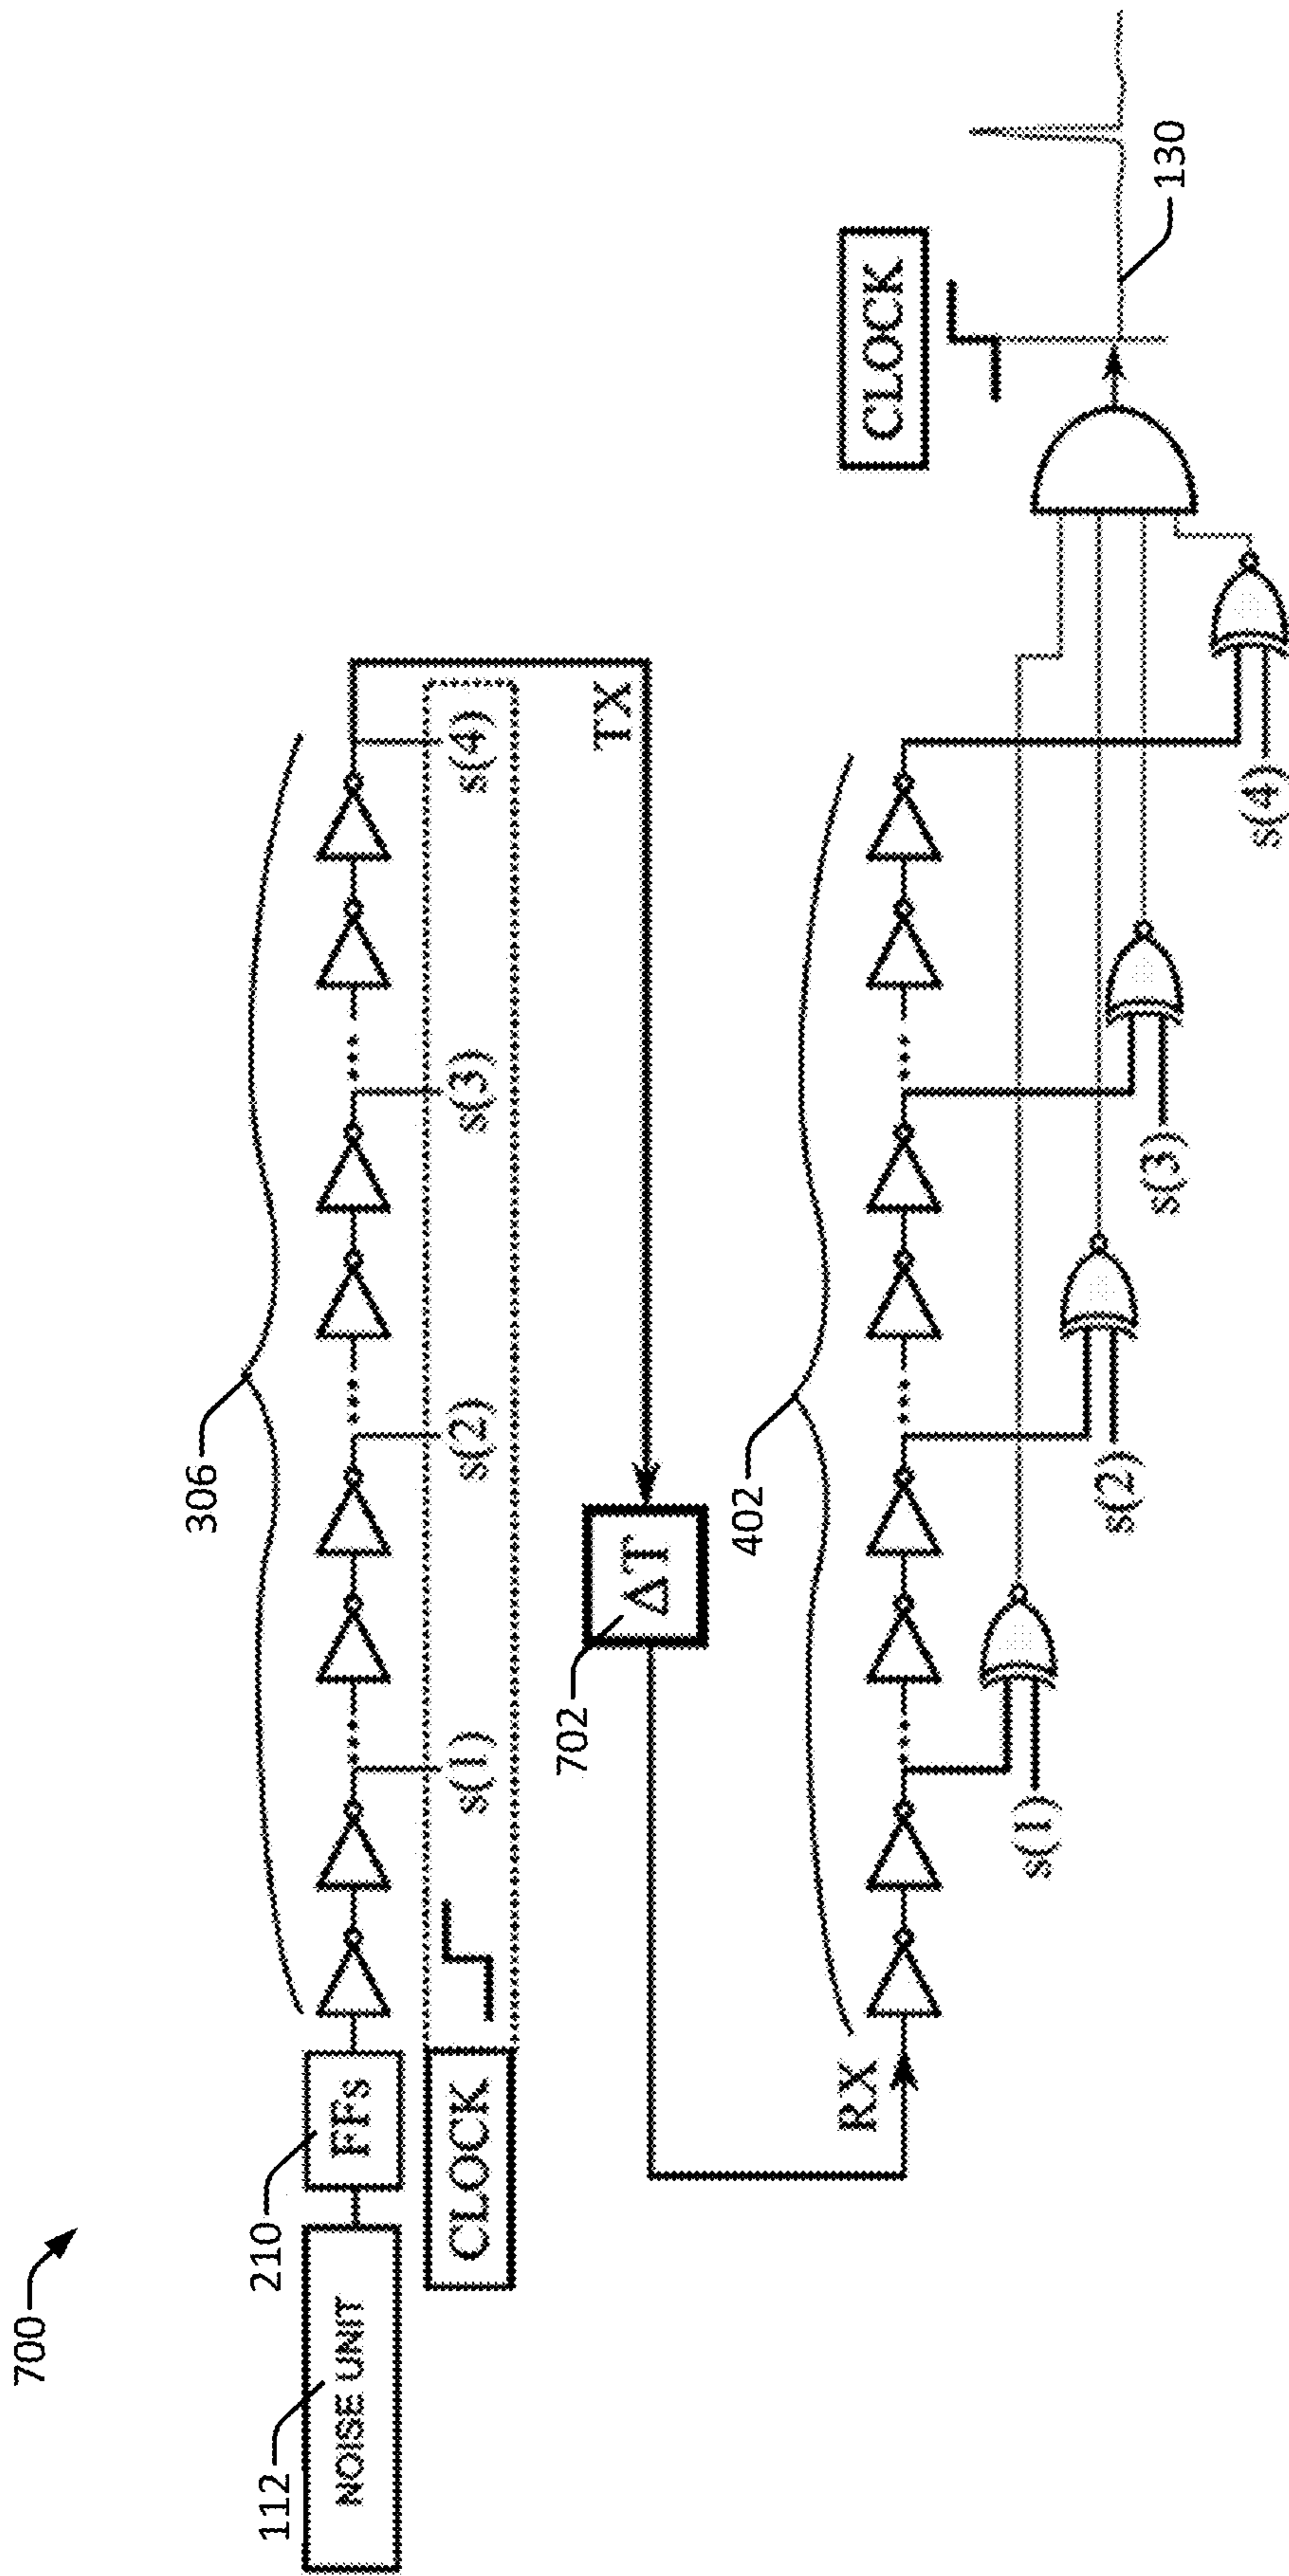 700
306
210
112
NOISE UNIT
FFs
CLOCK
s(1)
s(2)
s(3)
s(4)
TX
702
ΔT
RX
402
s(1)
s(2)
s(3)
s(4)
CLOCK
130